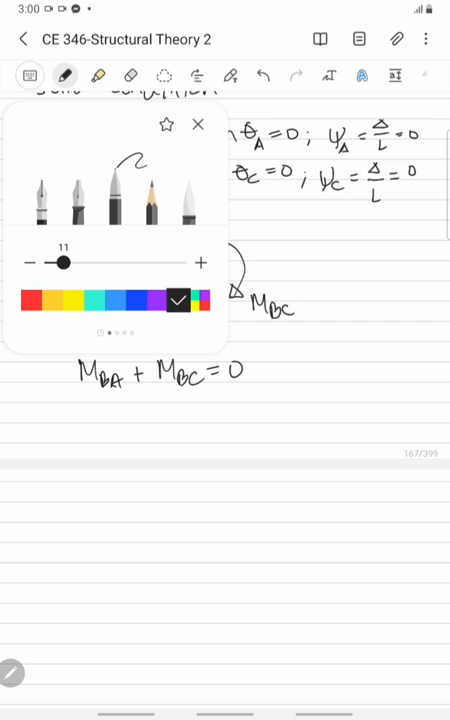 3:00
CE 346-Structural Theory 2
θA = 0 ; ψA = Δ/L = 0
θC = 0 ; ψC = Δ/L = 0
11
MBC
MBA + MBC = 0
167/399